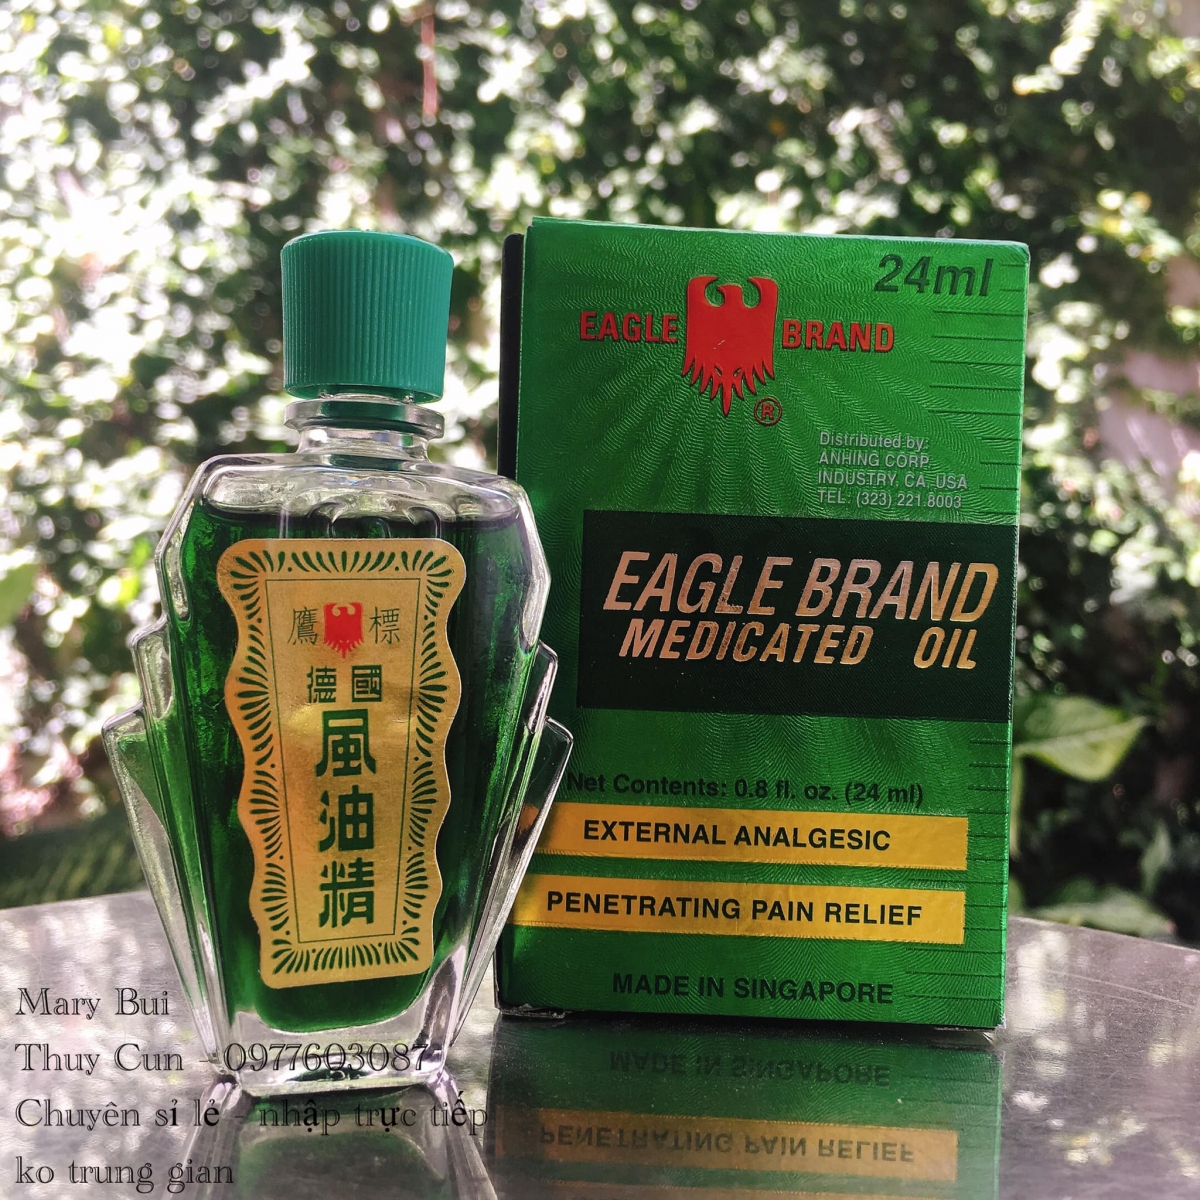 24ml
EAGLE BRAND
®
Distributed by:
ANHING CORP
INDUSTRY, CA, USA
TEL: (323) 221.8003
EAGLE BRAND
MEDICATED OIL
Net Contents: 0.8 fl. oz. (24 ml)
EXTERNAL ANALGESIC
PENETRATING PAIN RELIEF
MADE IN SINGAPORE
鷹標
德國
風
油
精
Mary Bui
Thuy Cun - 0977603087
Chuyên sỉ lẻ - nhập trực tiếp
ko trung gian